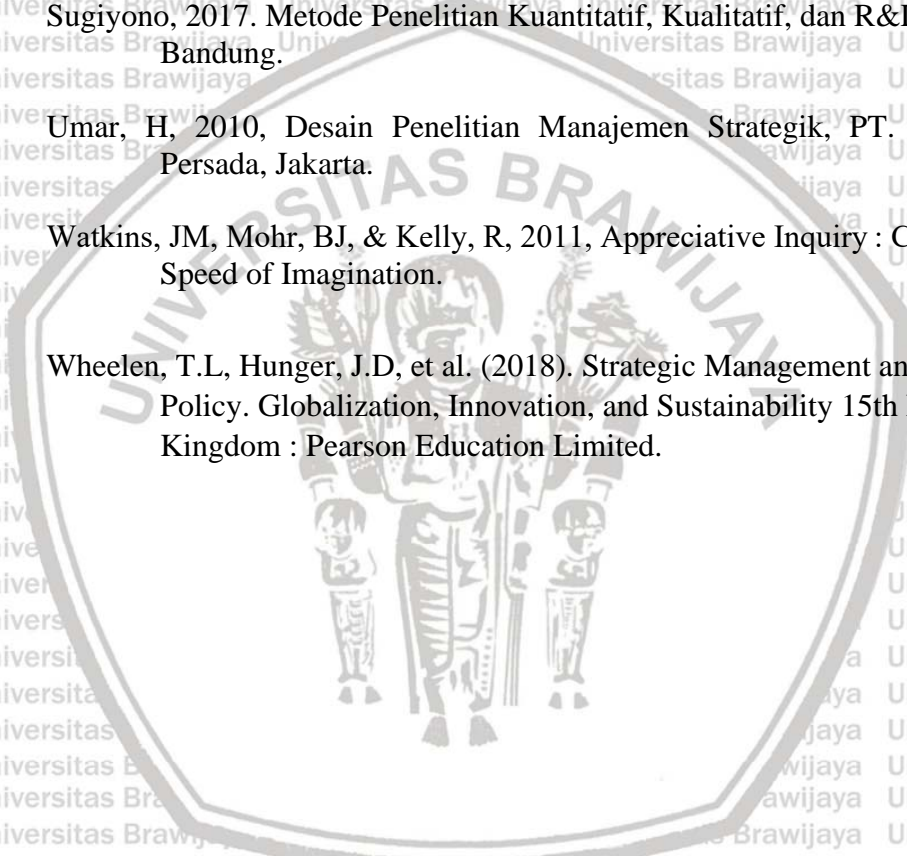 Sugiyono, 2017. Metode Penelitian Kuantitatif, Kualitatif, dan R&
Bandung.
Umar, H, 2010, Desain Penelitian Manajemen Strategik, PT.
Persada, Jakarta.
Watkins, JM, Mohr, BJ, & Kelly, R, 2011, Appreciative Inquiry : C
Speed of Imagination.
Wheelen, T.L, Hunger, J.D, et al. (2018). Strategic Management an
Policy. Globalization, Innovation, and Sustainability 15th
Kingdom : Pearson Education Limited.
UNIVERSITAS BRAWIJAYA